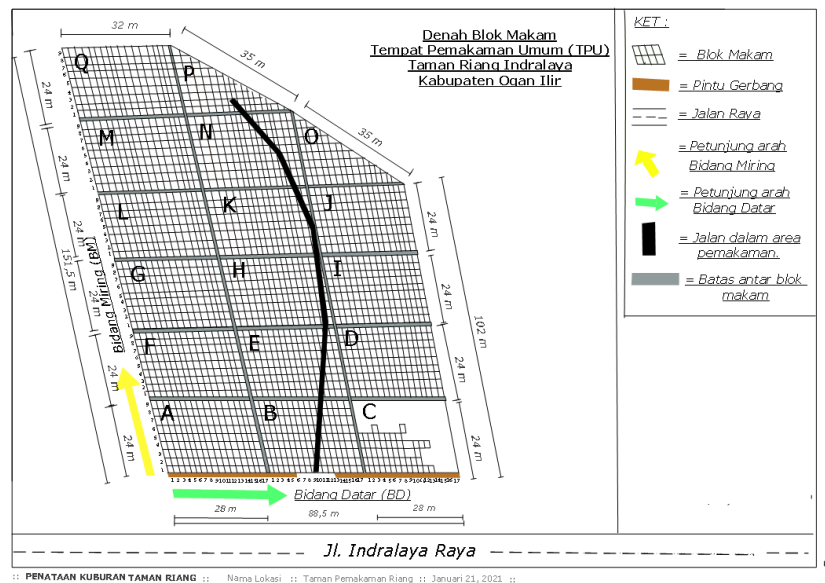 Denah Blok Makam
Tempat Pemakaman Umum (TPU)
Taman Riang Indralaya
Kabupaten Ogan Ilir
KET :
= Blok Makam
= Pintu Gerbang
= Jalan Raya
= Petunjung arah
Bidang Miring
= Petunjung arah
Bidang Datar
= Jalan dalam area
pemakaman.
= Batas antar blok
makam
32 m
35 m
35 m
Q
P
M
N
O
L
K
J
G
H
I
F
E
D
A
B
C
24 m
24 m
24 m
24 m
24 m
24 m
151,5 m
Bidang Miring (BM)
24 m
24 m
24 m
24 m
102 m
Bidang Datar (BD)
28 m
88,5 m
28 m
Jl. Indralaya Raya
:: PENATAAN KUBURAN TAMAN RIANG :: Nama Lokasi :: Taman Pemakaman Riang :: Januari 21, 2021 ::